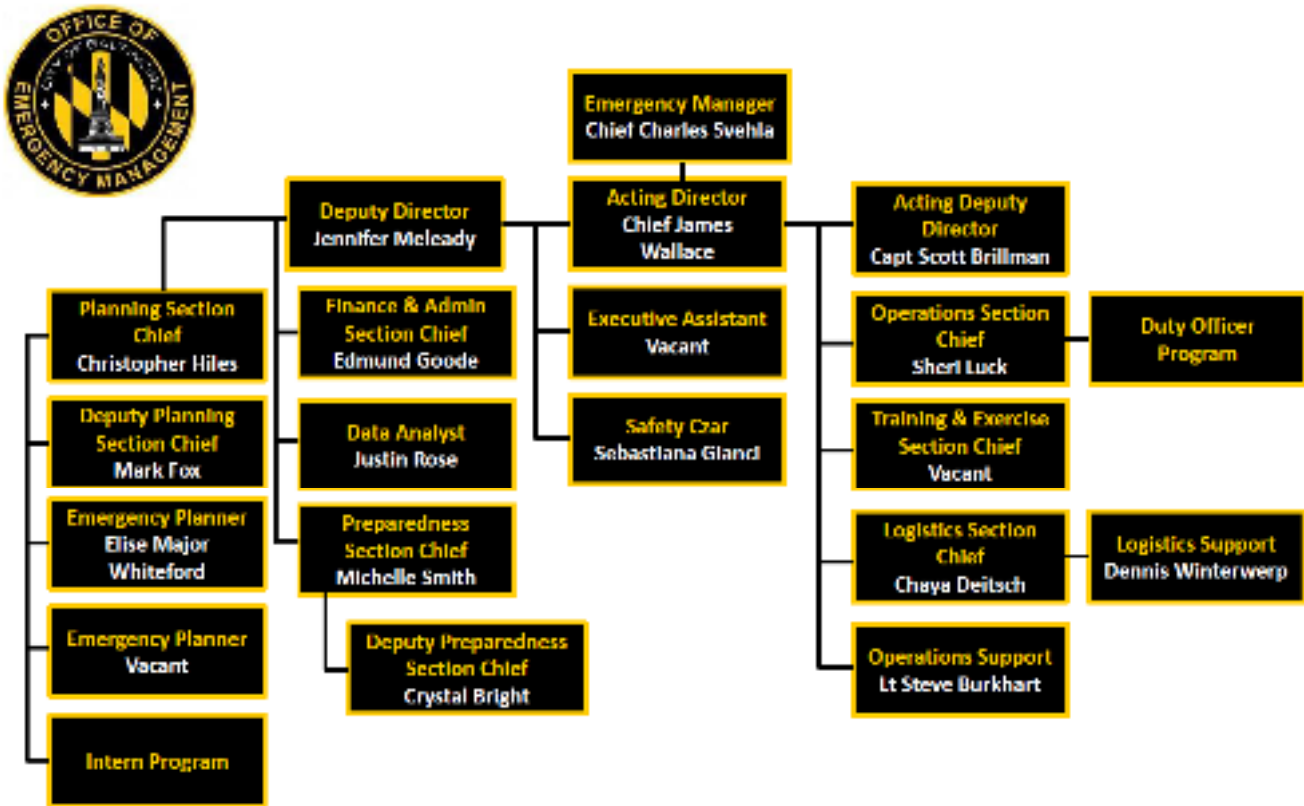 OFFICE OF
EMERGENCY MANAGEMENT
CITY OF BALTIMORE
Emergency Manager
Chief Charles Svehla
Deputy Director
Jennifer Meleady
Acting Director
Chief James
Wallace
Acting Deputy
Director
Capt Scott Brillman
Planning Section
Chief
Christopher Hiles
Finance & Admin
Section Chief
Edmund Goode
Executive Assistant
Vacant
Operations Section
Chief
Sheri Luck
Duty Officer
Program
Deputy Planning
Section Chief
Mark Fox
Data Analyst
Justin Rose
Safety Czar
Sebastiana Gianci
Training & Exercise
Section Chief
Vacant
Emergency Planner
Elise Major
Whiteford
Preparedness
Section Chief
Michelle Smith
Logistics Section
Chief
Chaya Deitsch
Logistics Support
Dennis Winterwerp
Emergency Planner
Vacant
Deputy Preparedness
Section Chief
Crystal Bright
Operations Support
Lt Steve Burkhart
Intern Program